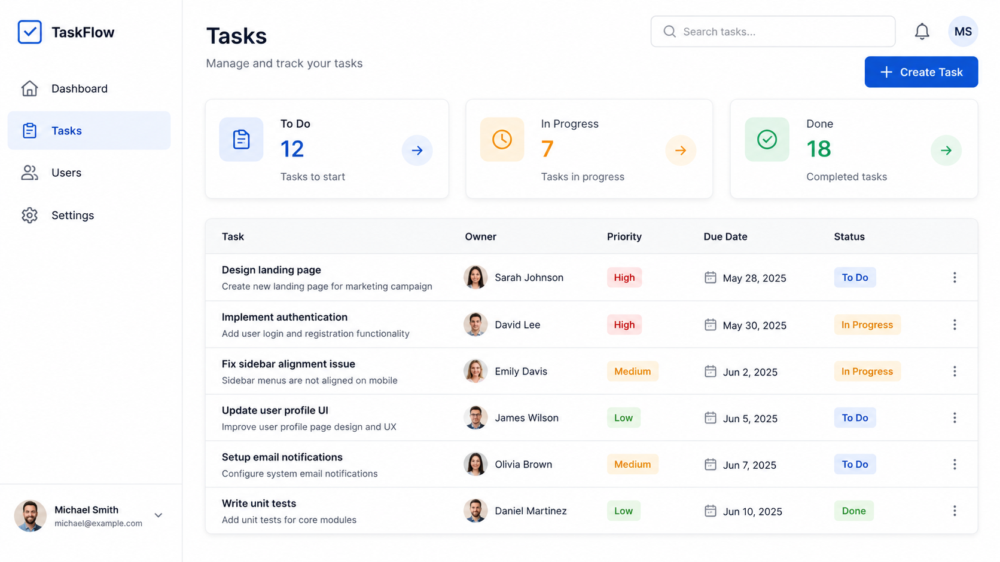 TaskFlow
Dashboard
Tasks
Users
Settings
Michael Smith
michael@example.com
Tasks
Manage and track your tasks
Search tasks...
MS
Create Task
To Do
12
Tasks to start
In Progress
7
Tasks in progress
Done
18
Completed tasks
Task Owner Priority Due Date Status
Design landing page
Create new landing page for marketing campaign
Sarah Johnson High May 28, 2025 To Do
Implement authentication
Add user login and registration functionality
David Lee High May 30, 2025 In Progress
Fix sidebar alignment issue
Sidebar menus are not aligned on mobile
Emily Davis Medium Jun 2, 2025 In Progress
Update user profile UI
Improve user profile page design and UX
James Wilson Low Jun 5, 2025 To Do
Setup email notifications
Configure system email notifications
Olivia Brown Medium Jun 7, 2025 To Do
Write unit tests
Add unit tests for core modules
Daniel Martinez Low Jun 10, 2025 Done